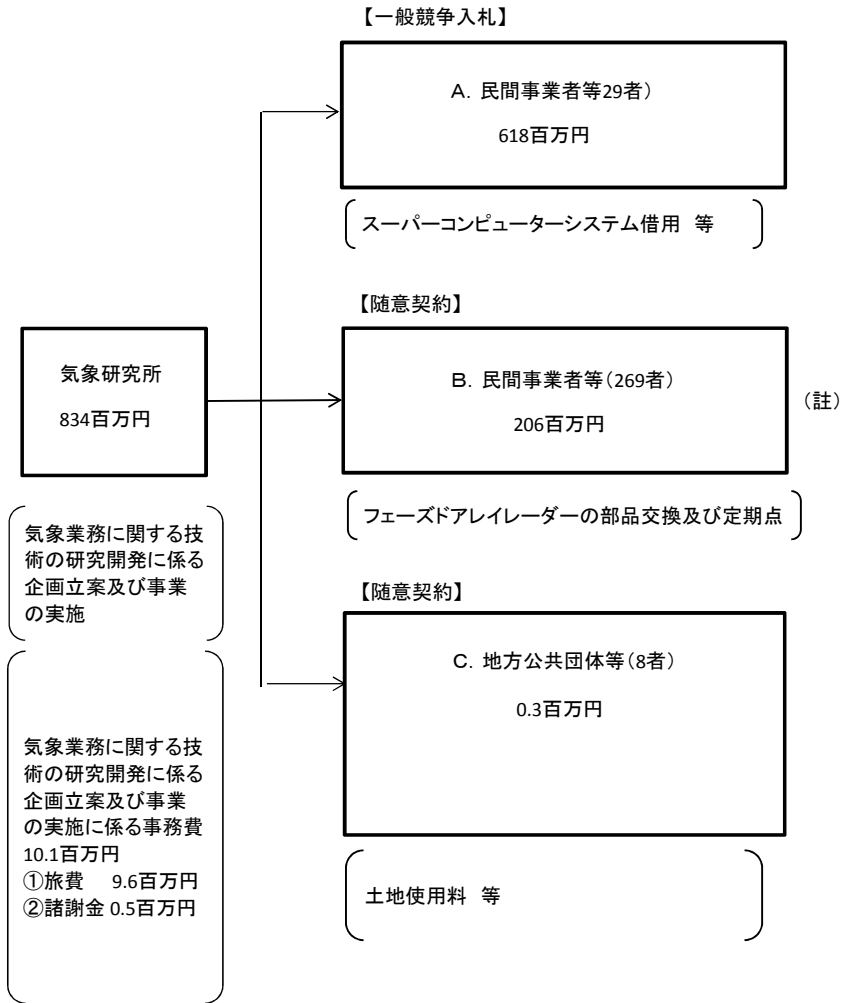 【一般競争入札】
A. 民間事業者等29者）
618百万円
スーパーコンピューターシステム借用 等
【随意契約】
気象研究所
834百万円
B. 民間事業者等（269者）
206百万円
（註）
フェーズドアレイレーダーの部品交換及び定期点
気象業務に関する技
術の研究開発に係る
企画立案及び事業
の実施
【随意契約】
C. 地方公共団体等（8者）
0.3百万円
気象業務に関する技
術の研究開発に係る
企画立案及び事業
の実施に係る事務費
10.1百万円
①旅費 9.6百万円
②諸謝金 0.5百万円
土地使用料 等